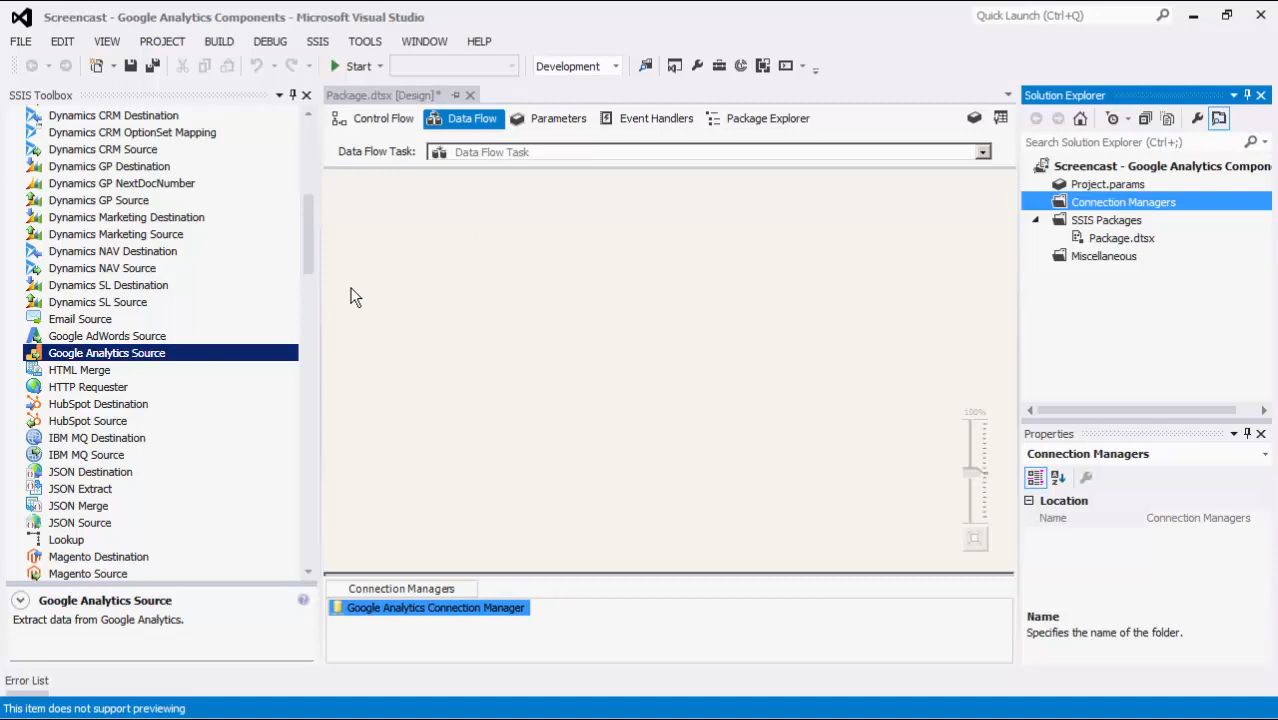 Screencast - Google Analytics Components - Microsoft Visual Studio
Quick Launch (Ctrl+Q)
FILE EDIT VIEW PROJECT BUILD DEBUG SSIS TOOLS WINDOW HELP
Start Development
SSIS Toolbox
Dynamics CRM Destination
Dynamics CRM OptionSet Mapping
Dynamics CRM Source
Dynamics GP Destination
Dynamics GP NextDocNumber
Dynamics GP Source
Dynamics Marketing Destination
Dynamics Marketing Source
Dynamics NAV Destination
Dynamics NAV Source
Dynamics SL Destination
Dynamics SL Source
Email Source
Google AdWords Source
Google Analytics Source
HTML Merge
HTTP Requester
HubSpot Destination
HubSpot Source
IBM MQ Destination
IBM MQ Source
JSON Destination
JSON Extract
JSON Merge
JSON Source
Lookup
Magento Destination
Magento Source
Google Analytics Source
Extract data from Google Analytics.
Package.dtsx [Design]*
Control Flow Data Flow Parameters Event Handlers Package Explorer
Data Flow Task: Data Flow Task
100%
Connection Managers
Google Analytics Connection Manager
Solution Explorer
Search Solution Explorer (Ctrl+;)
Screencast - Google Analytics Compon
Project.params
Connection Managers
SSIS Packages
Package.dtsx
Miscellaneous
Properties
Connection Managers
Location
Name Connection Managers
Name
Specifies the name of the folder.
Error List
This item does not support previewing